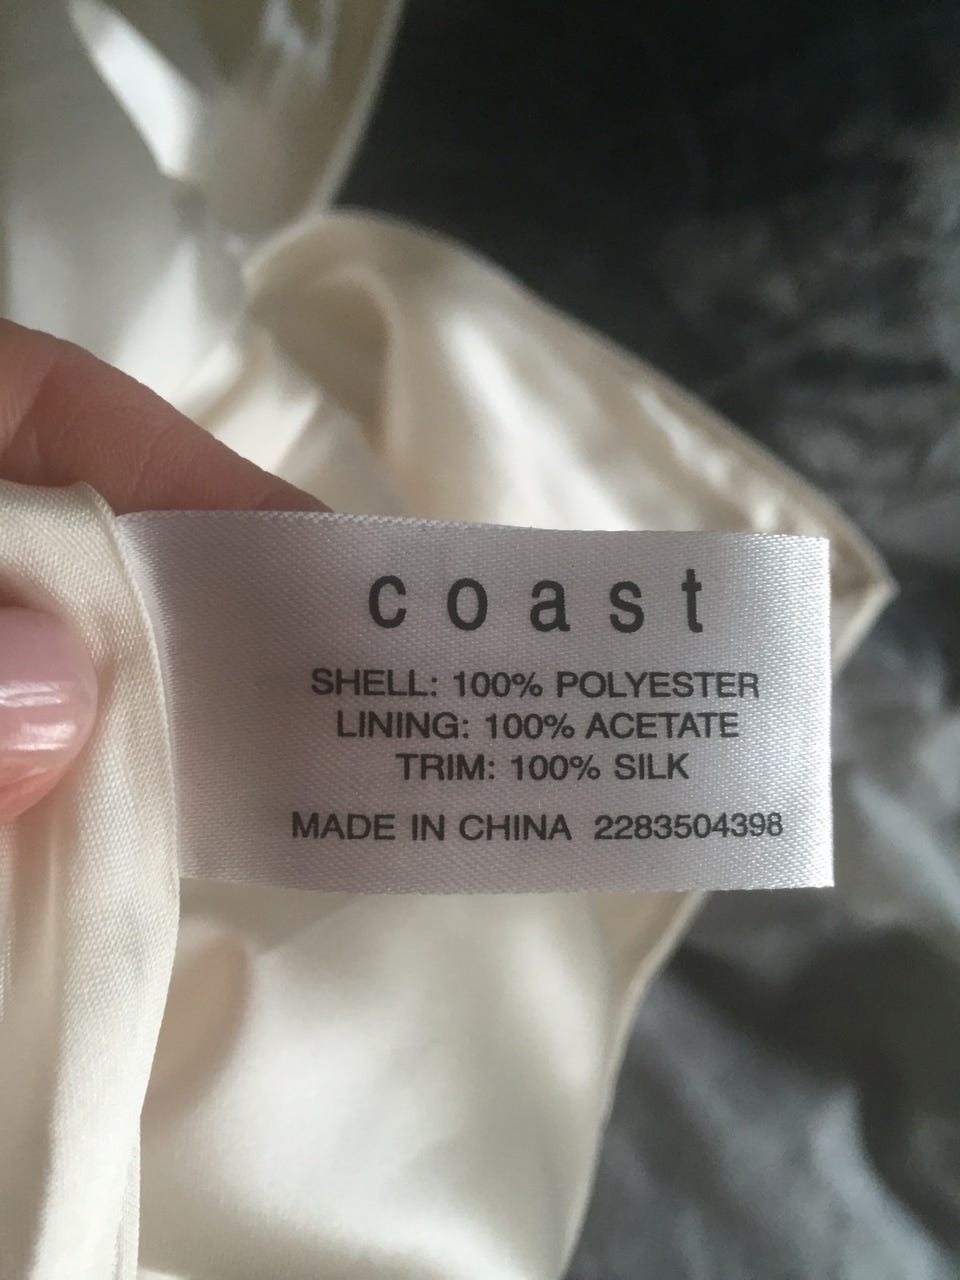 coast
SHELL: 100% POLYESTER
LINING: 100% ACETATE
TRIM: 100% SILK
MADE IN CHINA 2283504398